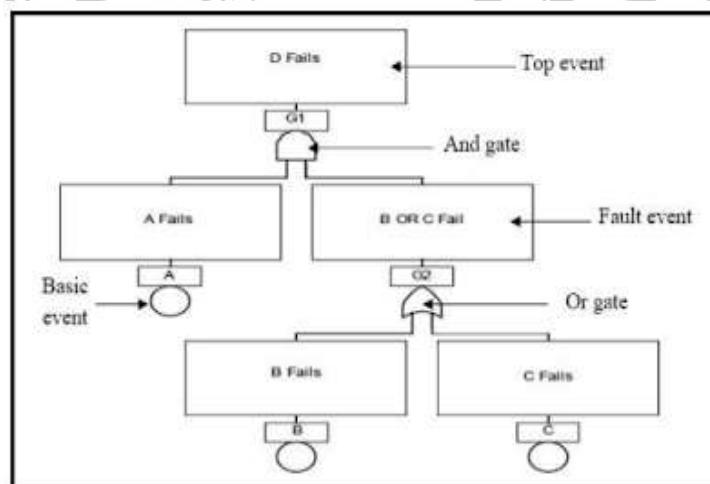 D Fails
Top event
G1
And gate
A Fails
B OR C Fail
Fault event
A
G2
Basic
event
Or gate
B Fails
C Fails
B
C